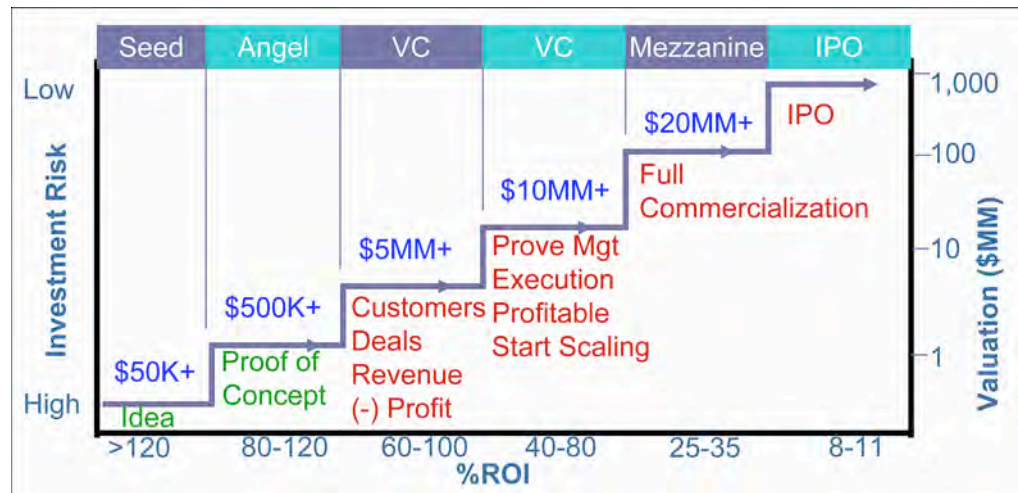 Seed
Angel
VC
VC
Mezzanine
IPO
Low
High
Investment Risk
$50K+
Idea
$500K+
Proof of
Concept
$5MM+
Customers
Deals
Revenue
(-) Profit
$10MM+
Prove Mgt
Execution
Profitable
Start Scaling
$20MM+
Full
Commercialization
IPO
1,000
100
10
1
Valuation ($MM)
>120
80-120
60-100
40-80
25-35
8-11
%ROI